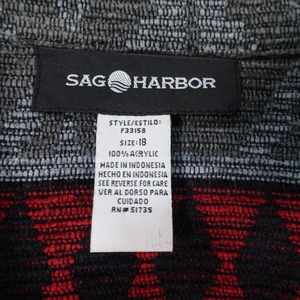 SAG HARBOR
STYLE/ESTILO:
F33158
SIZE: 18
100% ACRYLIC
MADE IN INDONESIA
HECHO EN INDONESIA
SEE REVERSE FOR CARE
VER AL DORSO PARA
CUIDADO
RN# 51735